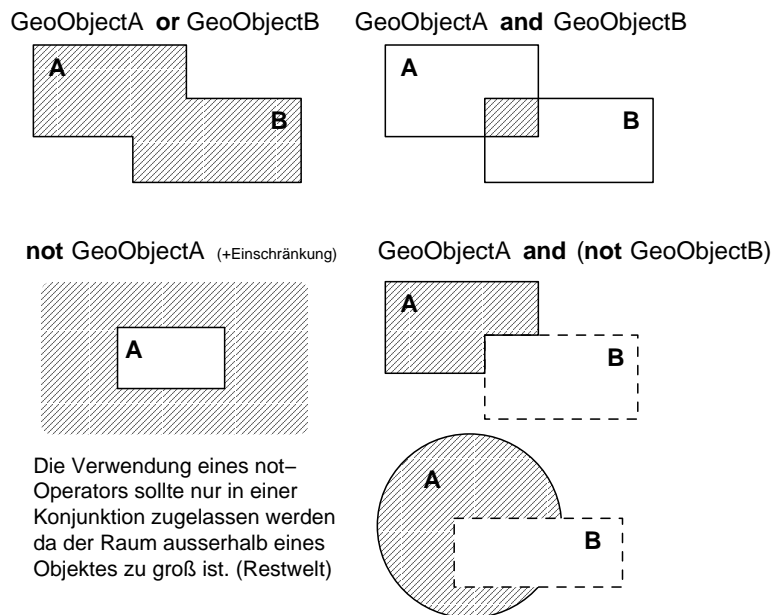 GeoObjectA or GeoObjectB
A
B
GeoObjectA and GeoObjectB
A
B
not GeoObjectA (+Einschränkung)
A
Die Verwendung eines not–
Operators sollte nur in einer
Konjunktion zugelassen werden
da der Raum ausserhalb eines
Objektes zu groß ist. (Restwelt)
GeoObjectA and (not GeoObjectB)
A
B
A
B